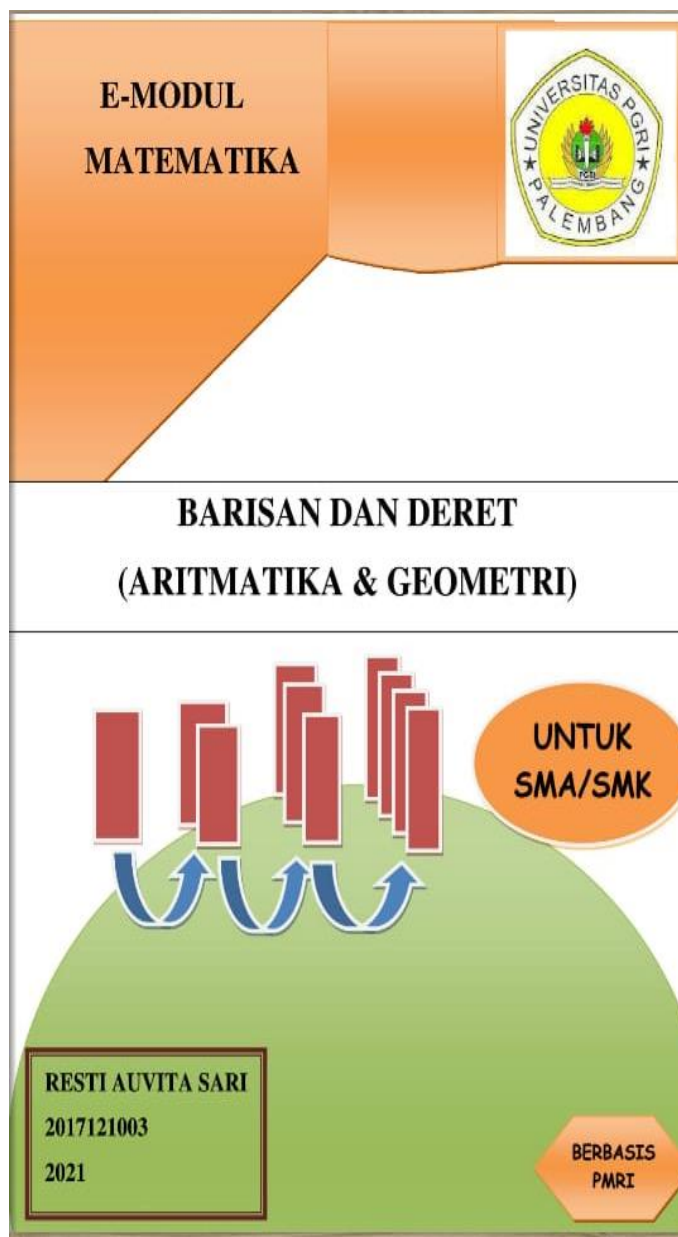 E-MODUL
MATEMATIKA
UNIVERSITAS PGRI
PALEMBANG
PGRI
BARISAN DAN DERET
(ARITMATIKA & GEOMETRI)
UNTUK
SMA/SMK
RESTI AUVITA SARI
2017121003
2021
BERBASIS
PMRI